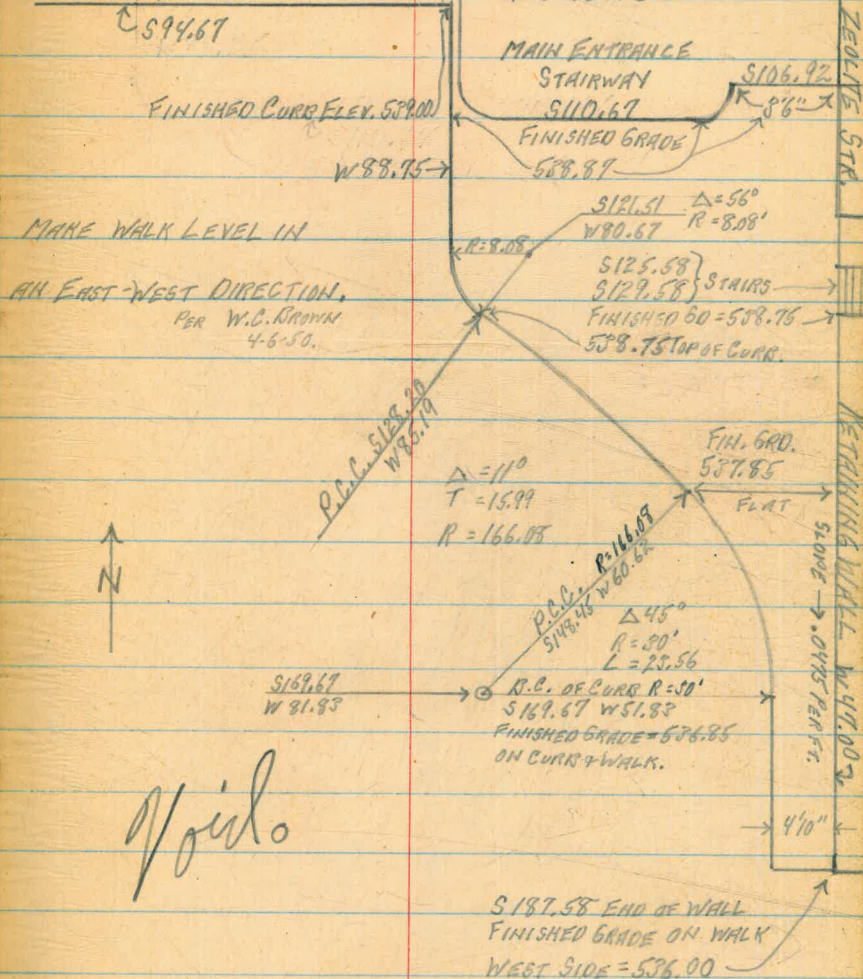 S94.67
MAIN ENTRANCE
STAIRWAY
S110.67
S106.92
3'6"
ZEOLITE STR.
FINISHED CURB ELEV. 539.00
FINISHED GRADE
538.87
W88.75
MAKE WALK LEVEL IN
AN EAST-WEST DIRECTION.
PER W.C. BROWN
4-6-50.
S121.51
W80.67
Δ=56°
R=8.08'
R=8.08
S125.58
S129.58
STAIRS
FINISHED GD=538.75
538.75 TOP OF CURB.
P.C.C. S128.20
W85.19
Δ=11°
T=15.99
R=166.08
FIN. GRD.
537.85
FLAT
RETAINING WALL W47.00
SLOPE → .0475 PER FT.
N
P.C.C. R=166.08
S148.45 W60.62
Δ45°
R=30'
L=23.56
S169.67
W81.83
B.C. OF CURB R=30'
S169.67 W51.83
FINISHED GRADE=536.85
ON CURB & WALK.
Void.
4'10"
S187.58 END OF WALL
FINISHED GRADE ON WALK
WEST SIDE=536.00